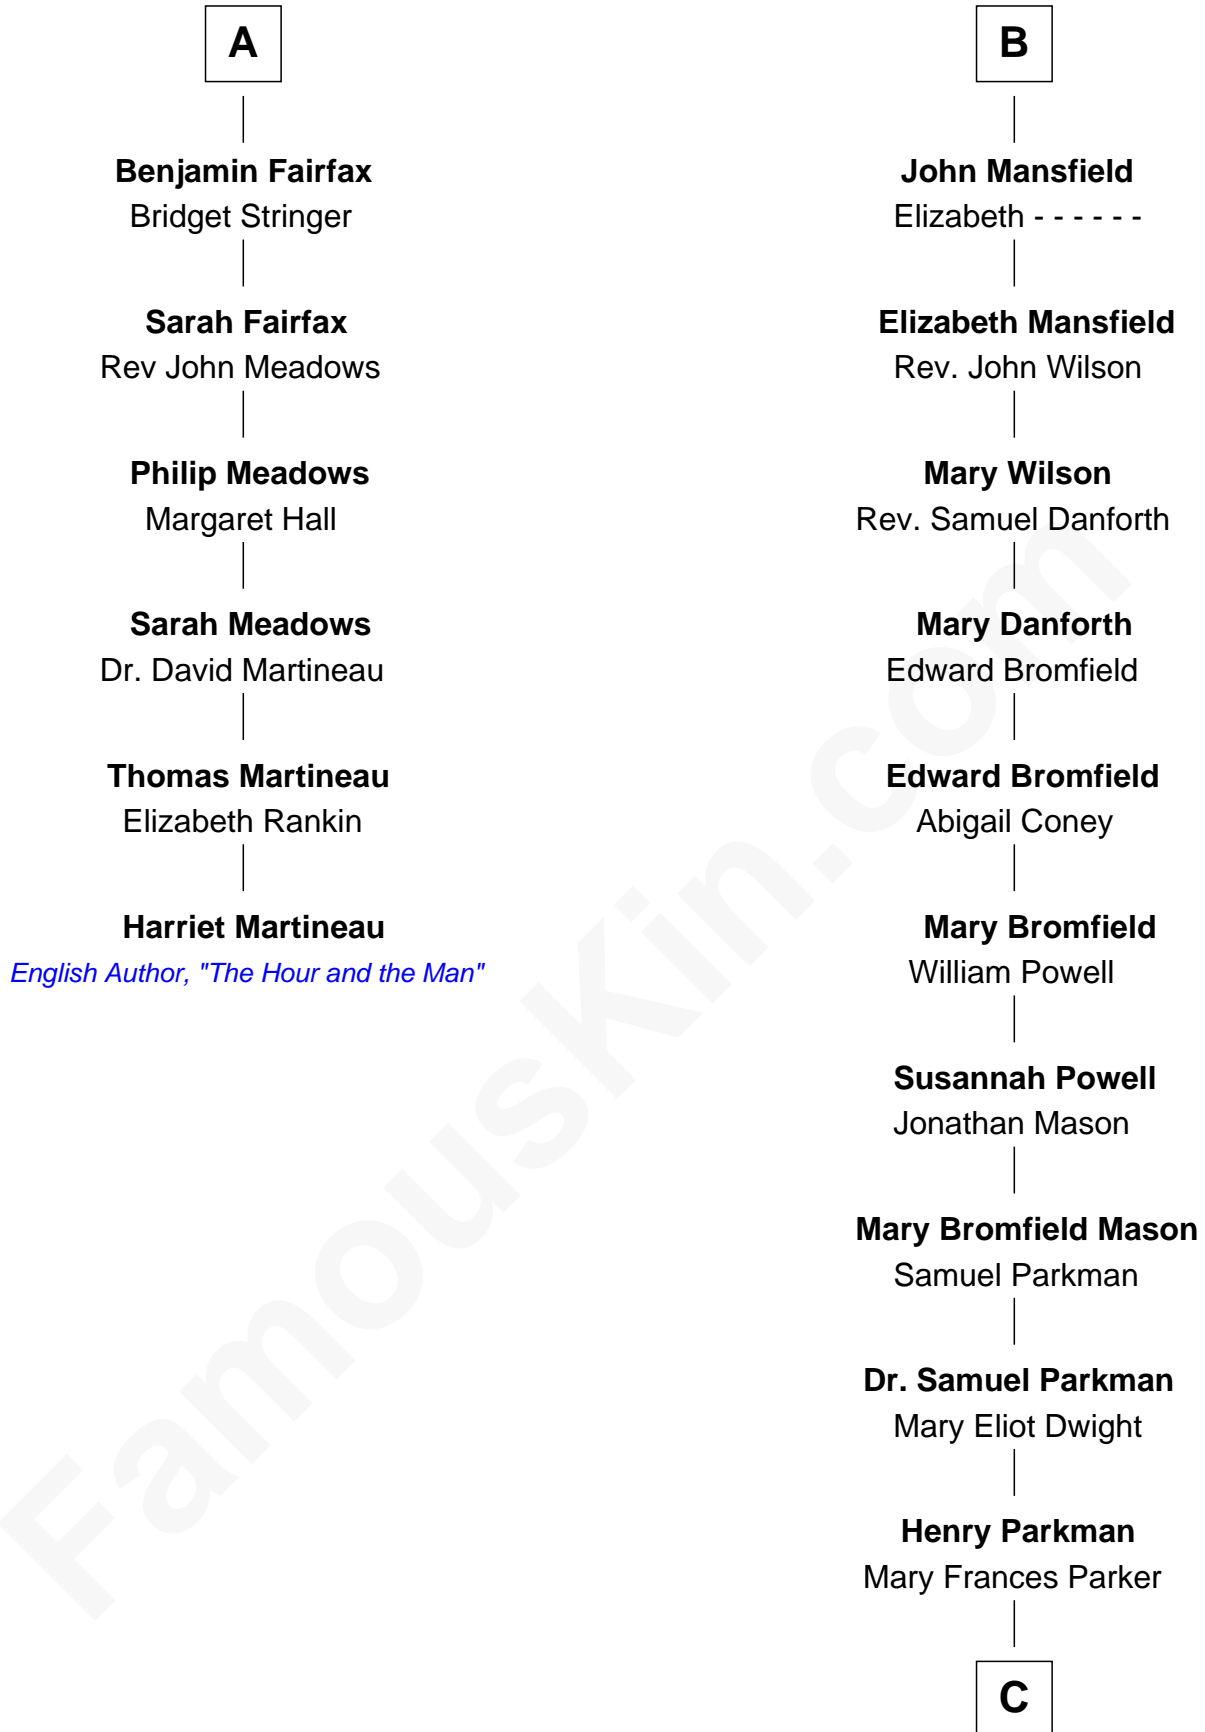 A
Benjamin Fairfax
Bridget Stringer
Sarah Fairfax
Rev John Meadows
Philip Meadows
Margaret Hall
Sarah Meadows
Dr. David Martineau
Thomas Martineau
Elizabeth Rankin
Harriet Martineau
English Author, "The Hour and the Man"
B
John Mansfield
Elizabeth - - - - - -
Elizabeth Mansfield
Rev. John Wilson
Mary Wilson
Rev. Samuel Danforth
Mary Danforth
Edward Bromfield
Edward Bromfield
Abigail Coney
Mary Bromfield
William Powell
Susannah Powell
Jonathan Mason
Mary Bromfield Mason
Samuel Parkman
Dr. Samuel Parkman
Mary Eliot Dwight
Henry Parkman
Mary Frances Parker
C
FamousKin.com